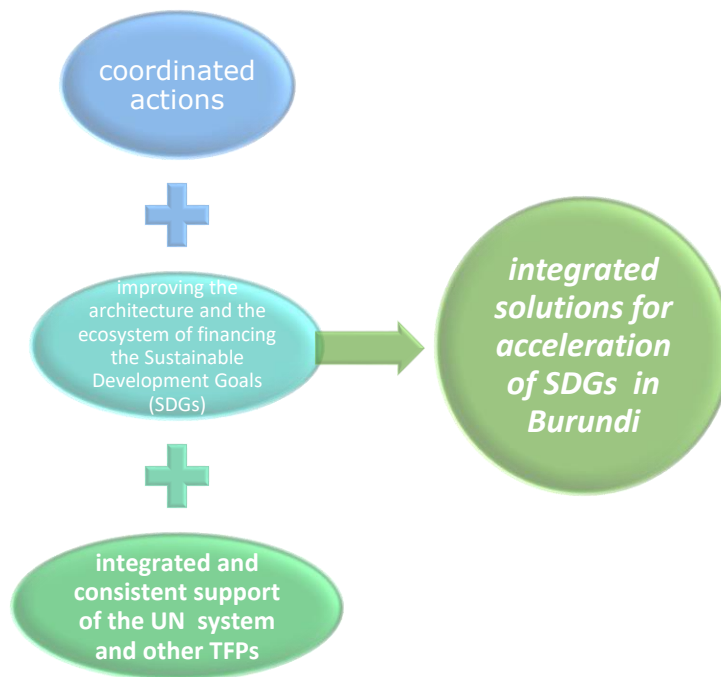 coordinated
actions
improving the
architecture and the
ecosystem of financing
the Sustainable
Development Goals
(SDGs)
integrated
solutions for
acceleration
of SDGs in
Burundi
integrated and
consistent support
of the UN system
and other TFPs